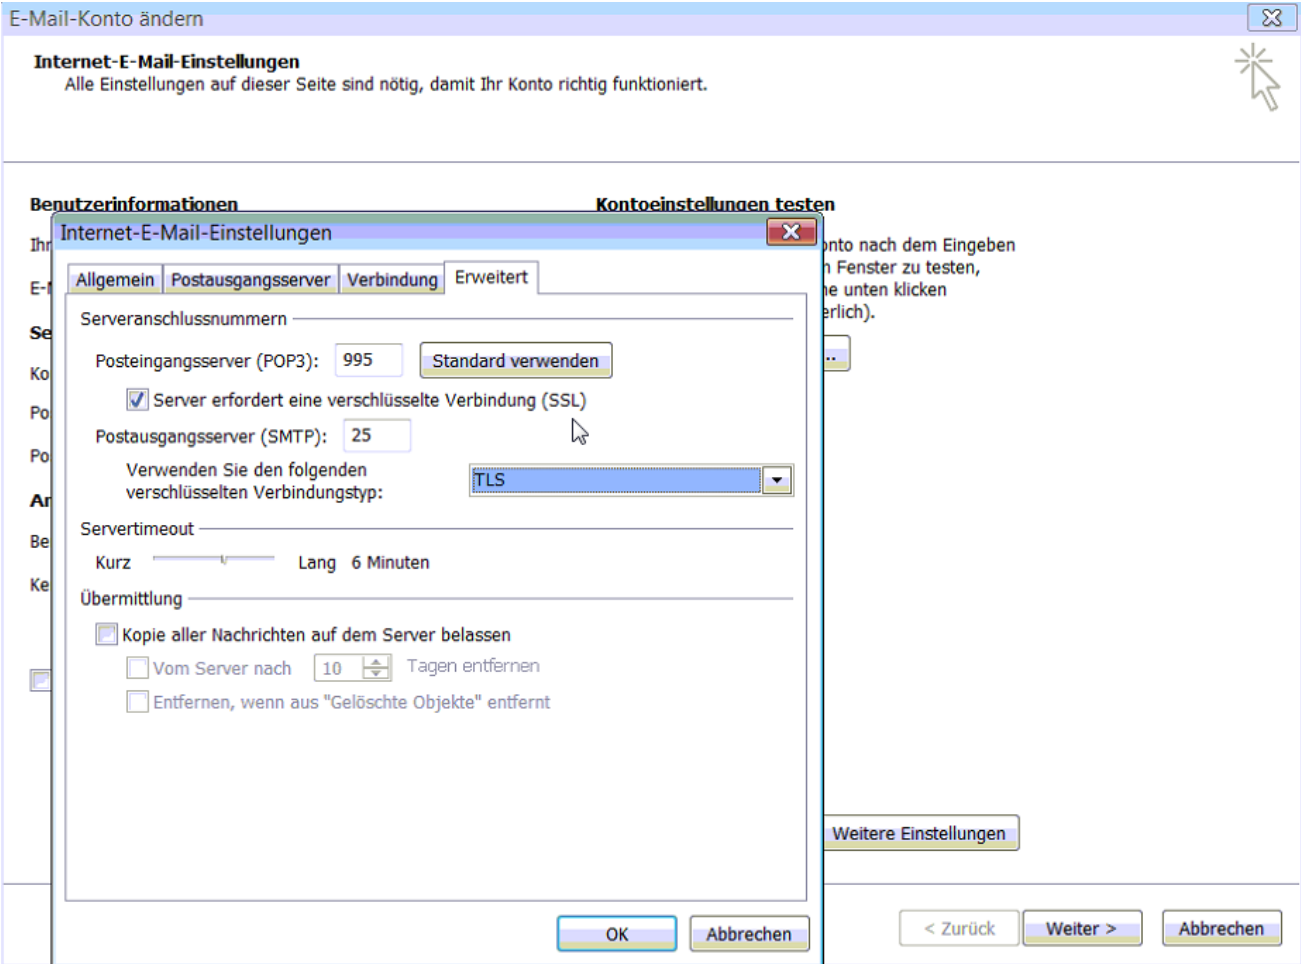 E-Mail-Konto ändern
Internet-E-Mail-Einstellungen
Alle Einstellungen auf dieser Seite sind nötig, damit Ihr Konto richtig funktioniert.
Benutzerinformationen
Kontoeinstellungen testen
Internet-E-Mail-Einstellungen
nach dem Eingeben
Fenster zu testen,
unten klicken
Allgemein Postausgangsserver Verbindung Erweitert
Serveranschlussnummern
Posteingangsserver (POP3): 995 Standard verwenden
Server erfordert eine verschlüsselte Verbindung (SSL)
Postausgangsserver (SMTP): 25
Verwenden Sie den folgenden
verschlüsselten Verbindungstyp: TLS
Servertimeout
Kurz Lang 6 Minuten
Übermittlung
Kopie aller Nachrichten auf dem Server belassen
Vom Server nach 10 Tagen entfernen
Entfernen, wenn aus "Gelöschte Objekte" entfernt
Weitere Einstellungen
OK Abbrechen
< Zurück Weiter > Abbrechen